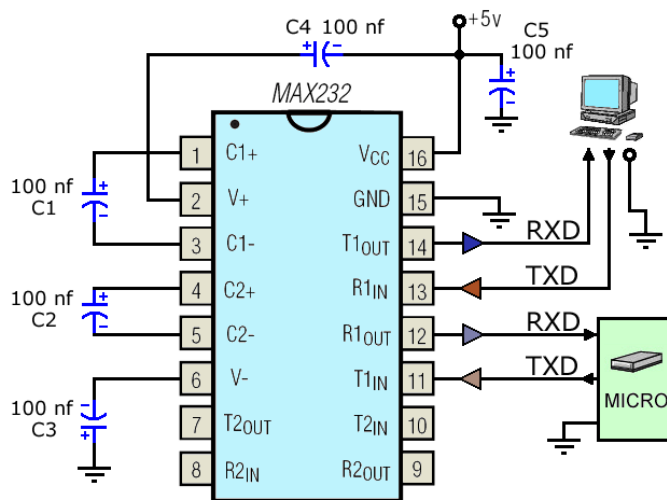 C4 100 nf
+5v
C5
100 nf
MAX232
100 nf
C1
1 C1+ VCC 16
2 V+ GND 15
3 C1- T1OUT 14 RXD
4 C2+ R1IN 13 TXD
100 nf
C2
5 C2- R1OUT 12 RXD
6 V- T1IN 11 TXD
100 nf
C3
7 T2OUT T2IN 10
8 R2IN R2OUT 9
MICRO
+ -
+
-
+
-
+
-
-
+